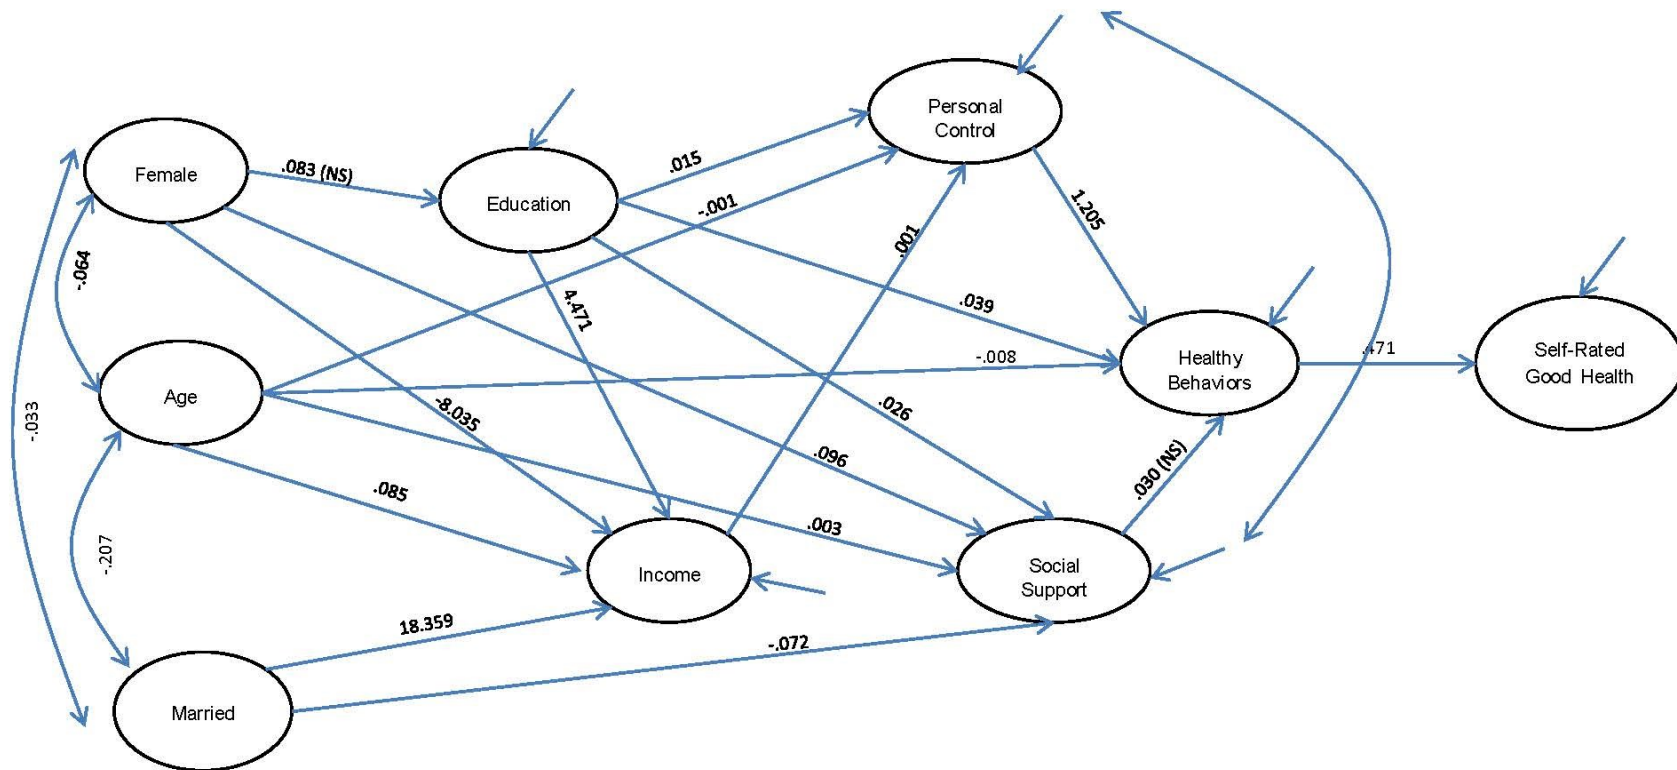 Personal
Control
Female
.083 (NS)
Education
.015
-.001
1.205
.001
-.064
4.471
.039
Healthy
Behaviors
.471
Self-Rated
Good Health
-.008
Age
-.033
-8.035
.026
.096
.030 (NS)
.085
.003
-.207
Income
Social
Support
18.359
-.072
Married